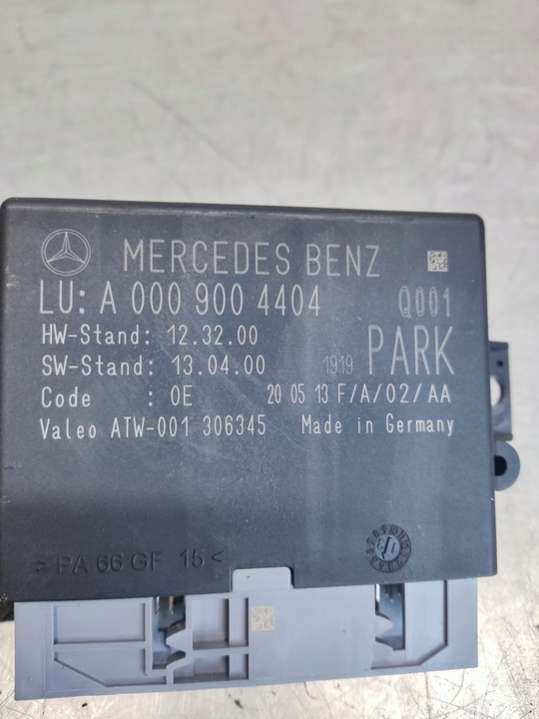 MERCEDES BENZ
LU: A 000 900 4404 Q001
HW-Stand: 12.32.00
SW-Stand: 13.04.00 1919 PARK
Code : 0E 20 05 13 F/A/02/AA
Valeo ATW-001 306345 Made in Germany
> PA 66 GF 15 <